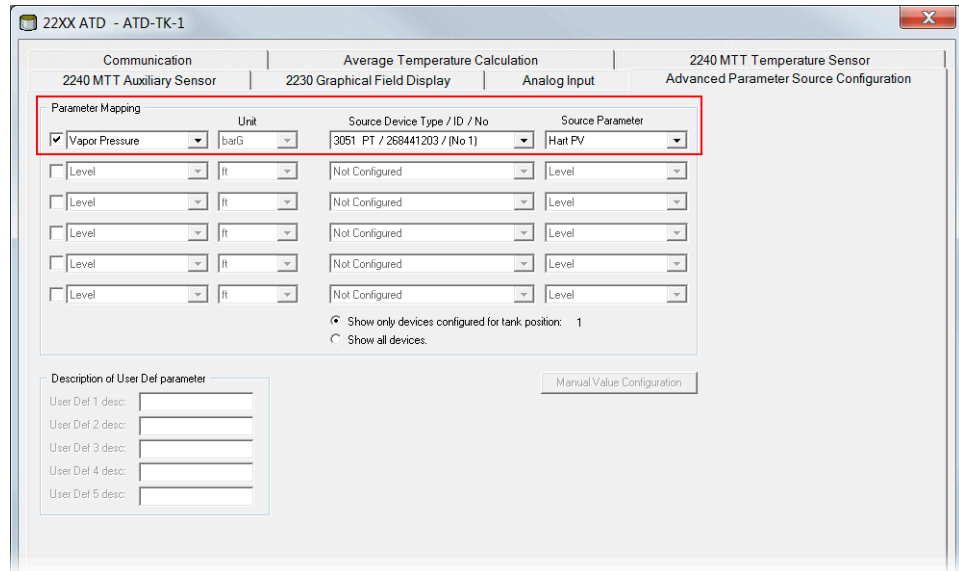 22XX ATD - ATD-TK-1
Communication Average Temperature Calculation 2240 MTT Temperature Sensor
2240 MTT Auxiliary Sensor 2230 Graphical Field Display Analog Input Advanced Parameter Source Configuration
Parameter Mapping
Unit Source Device Type / ID / No Source Parameter
Vapor Pressure barG 3051 PT / 268441203 / (No 1) Hart PV
Level ft Not Configured Level
Level ft Not Configured Level
Level ft Not Configured Level
Level ft Not Configured Level
Level ft Not Configured Level
Show only devices configured for tank position: 1
Show all devices.
Description of User Def parameter
Manual Value Configuration
User Def 1 desc:
User Def 2 desc:
User Def 3 desc:
User Def 4 desc:
User Def 5 desc: